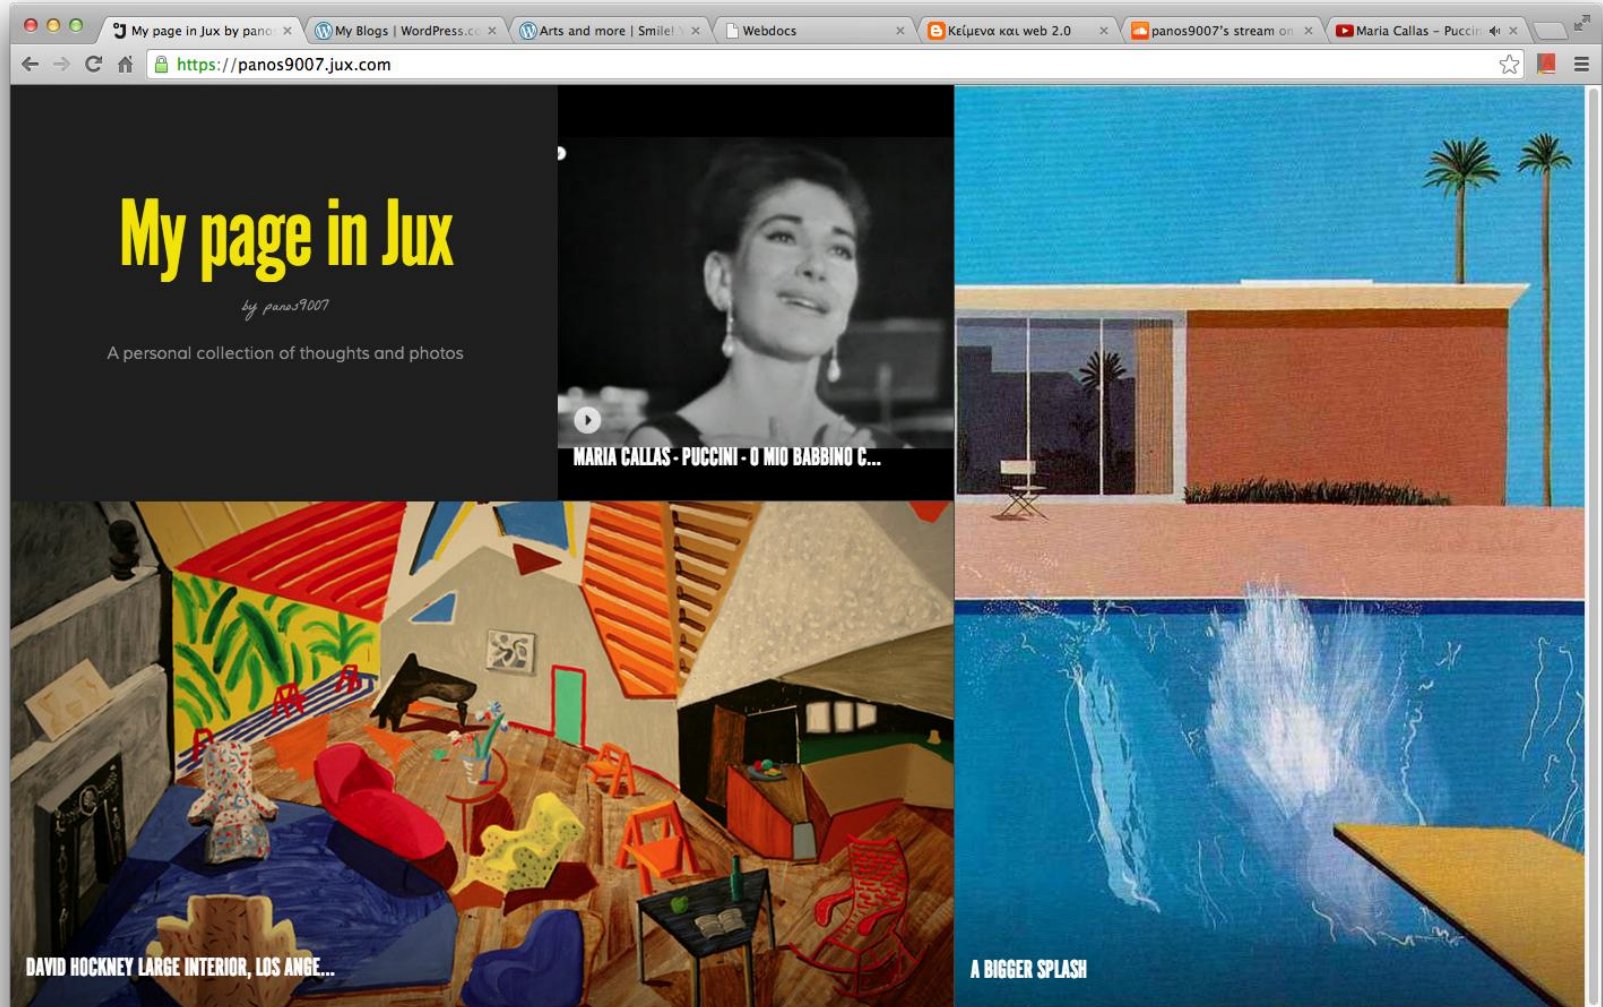 My page in Jux by pano
My Blogs | WordPress.c
Arts and more | Smile!
Webdocs
Κείμενα και web 2.0
panos9007's stream on
Maria Callas – Puccin
https://panos9007.jux.com
My page in Jux
by panos9007
A personal collection of thoughts and photos
MARIA CALLAS - PUCCINI - O MIO BABBINO C...
DAVID HOCKNEY LARGE INTERIOR, LOS ANGE...
A BIGGER SPLASH